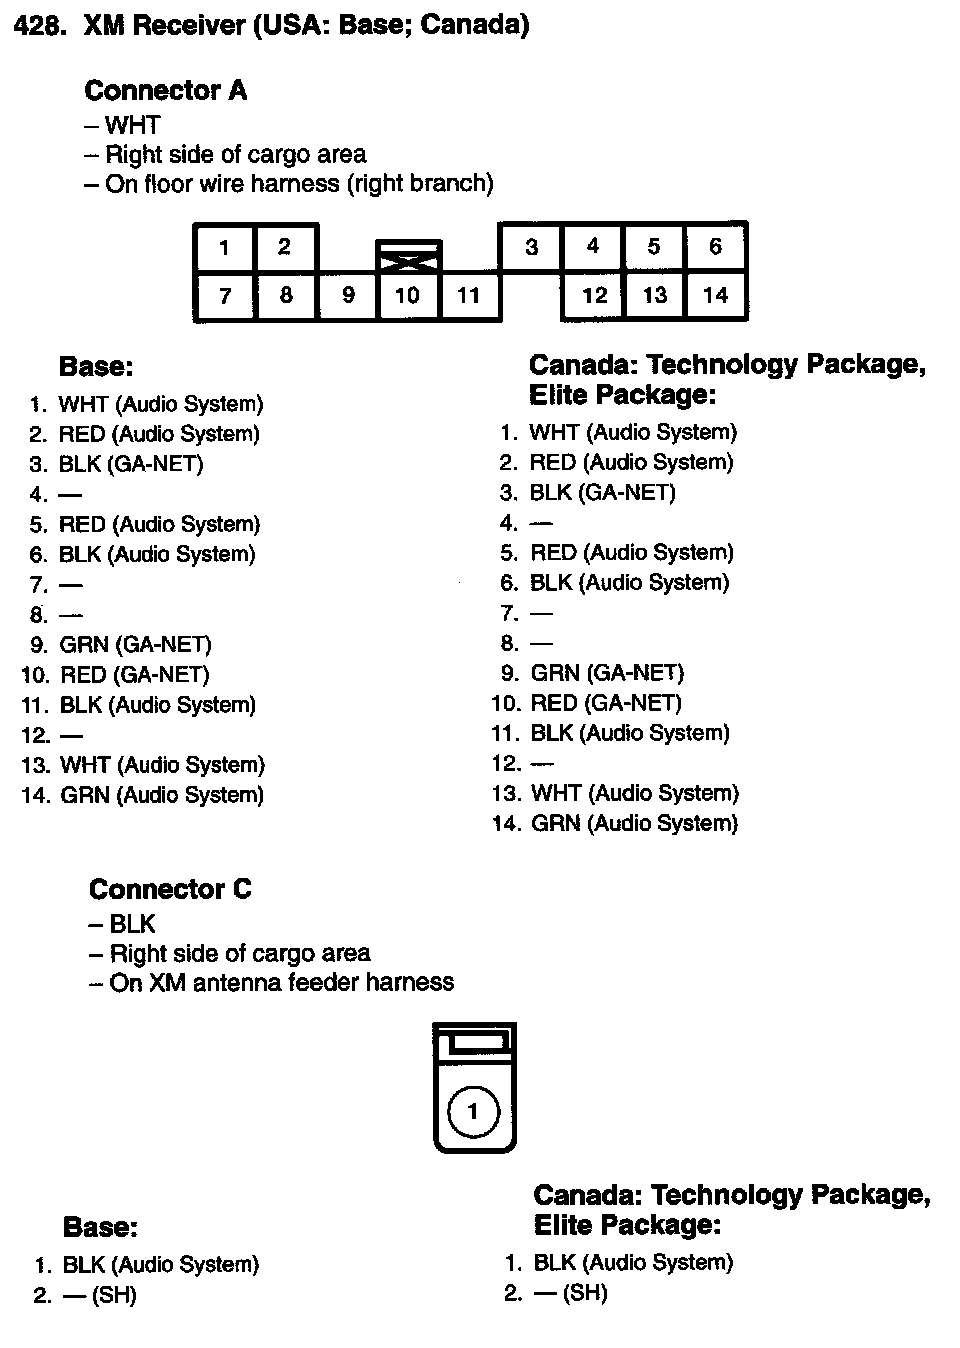 428. XM Receiver (USA: Base; Canada)
Connector A
– WHT
– Right side of cargo area
– On floor wire harness (right branch)
1 2 3 4 5 6
7 8 9 10 11 12 13 14
Base:
1. WHT (Audio System)
2. RED (Audio System)
3. BLK (GA-NET)
4. —
5. RED (Audio System)
6. BLK (Audio System)
7. —
8. —
9. GRN (GA-NET)
10. RED (GA-NET)
11. BLK (Audio System)
12. —
13. WHT (Audio System)
14. GRN (Audio System)
Canada: Technology Package,
Elite Package:
1. WHT (Audio System)
2. RED (Audio System)
3. BLK (GA-NET)
4. —
5. RED (Audio System)
6. BLK (Audio System)
7. —
8. —
9. GRN (GA-NET)
10. RED (GA-NET)
11. BLK (Audio System)
12. —
13. WHT (Audio System)
14. GRN (Audio System)
Connector C
– BLK
– Right side of cargo area
– On XM antenna feeder harness
1
Base:
1. BLK (Audio System)
2. — (SH)
Canada: Technology Package,
Elite Package:
1. BLK (Audio System)
2. — (SH)